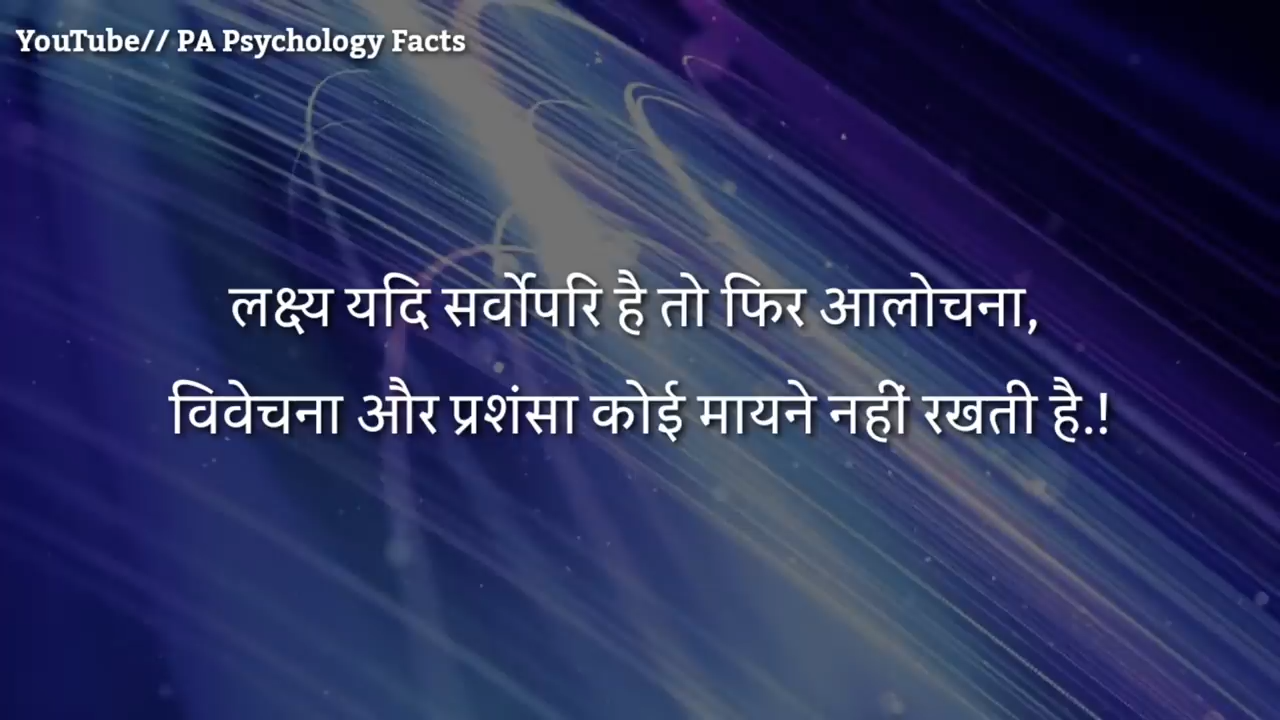 YouTube// PA Psychology Facts
लक्ष्य यदि सर्वोपरि है तो फिर आलोचना,
विवेचना और प्रशंसा कोई मायने नहीं रखती है.!